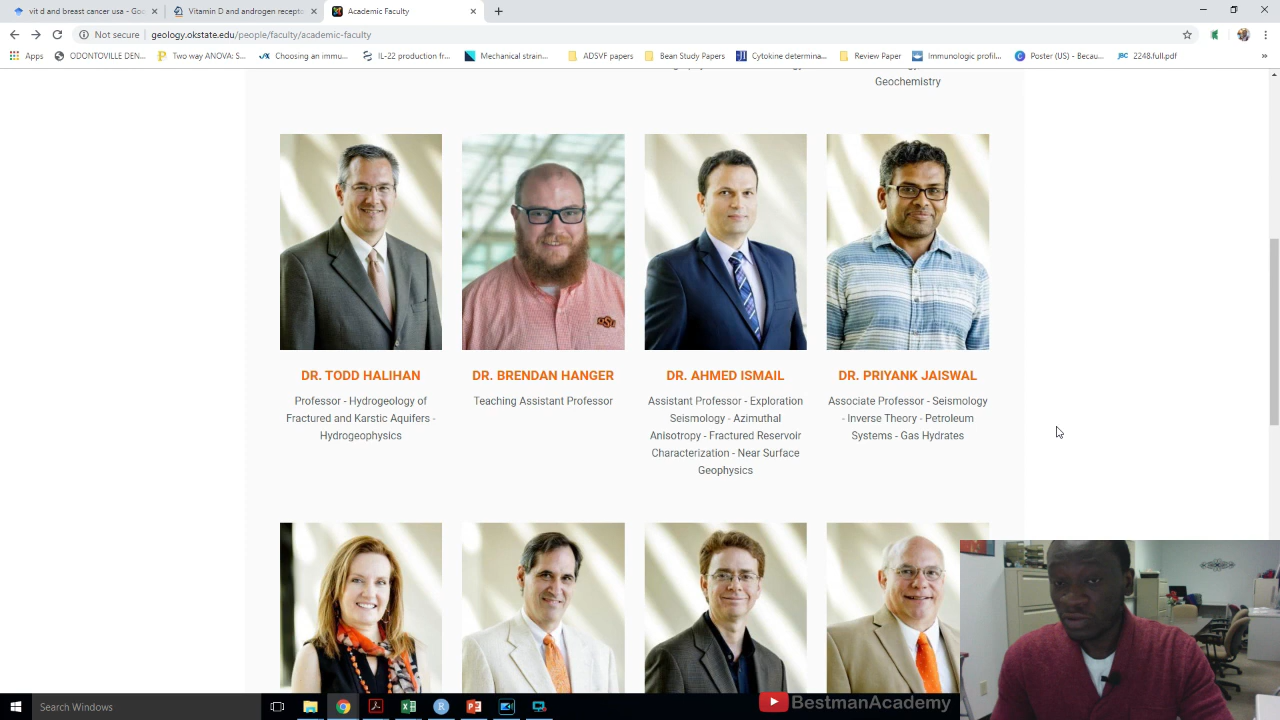 vit d and breast cancer usa - Goo
Vitamin D and androgen recepto
Academic Faculty
Not secure | geology.okstate.edu/people/faculty/academic-faculty
Apps
ODONTOVILLE DEN...
Two way ANOVA: S...
Choosing an immu...
IL-22 production fr...
Mechanical strain...
ADSVF papers
Bean Study Papers
Cytokine determina...
Review Paper
Immunologic profil...
Poster (US) - Becau...
JBC 2248.full.pdf
»
Geochemistry
OSU
DR. TODD HALIHAN
Professor - Hydrogeology of
Fractured and Karstic Aquifers -
Hydrogeophysics
DR. BRENDAN HANGER
Teaching Assistant Professor
DR. AHMED ISMAIL
Assistant Professor - Exploration
Seismology - Azimuthal
Anisotropy - Fractured Reservoir
Characterization - Near Surface
Geophysics
DR. PRIYANK JAISWAL
Associate Professor - Seismology
- Inverse Theory - Petroleum
Systems - Gas Hydrates
Search Windows
BestmanAcademy